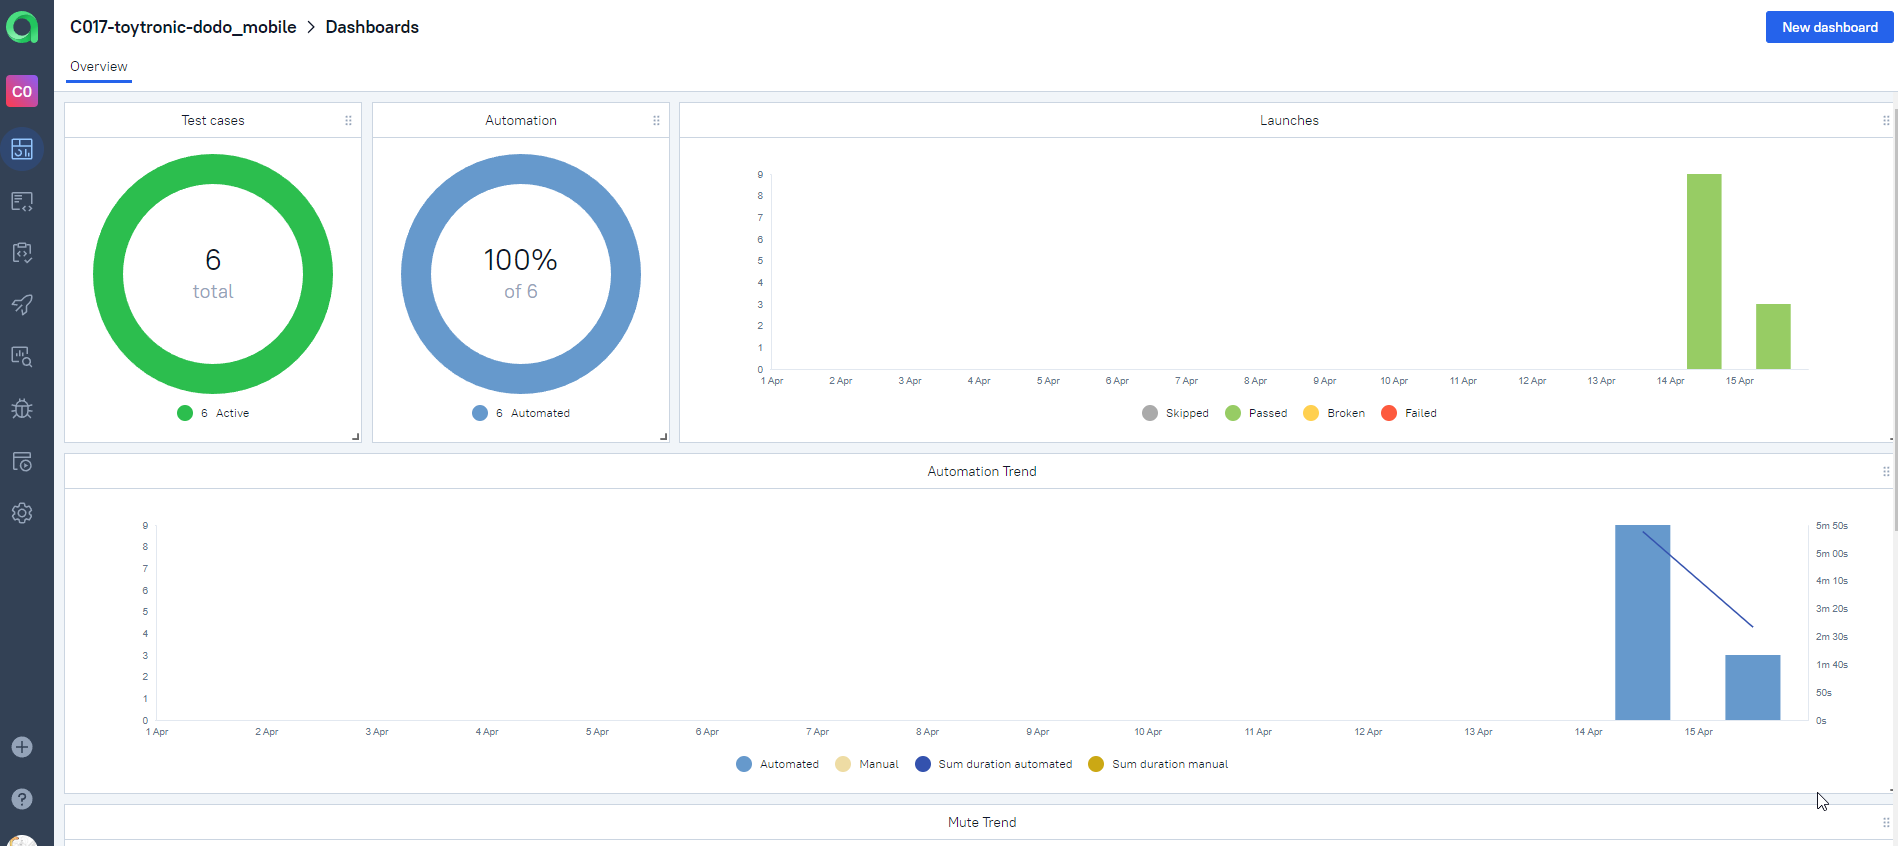 C017-toytronic-dodo_mobile > Dashboards
New dashboard
Overview
C0
Test cases
6
total
6 Active
Automation
100%
of 6
6 Automated
Launches
9
8
7
6
5
4
3
2
1
0
1 Apr 2 Apr 3 Apr 4 Apr 5 Apr 6 Apr 7 Apr 8 Apr 9 Apr 10 Apr 11 Apr 12 Apr 13 Apr 14 Apr 15 Apr
Skipped Passed Broken Failed
Automation Trend
9
8
7
6
5
4
3
2
1
0
5m 50s
5m 00s
4m 10s
3m 20s
2m 30s
1m 40s
50s
0s
1 Apr 2 Apr 3 Apr 4 Apr 5 Apr 6 Apr 7 Apr 8 Apr 9 Apr 10 Apr 11 Apr 12 Apr 13 Apr 14 Apr 15 Apr
Automated Manual Sum duration automated Sum duration manual
Mute Trend